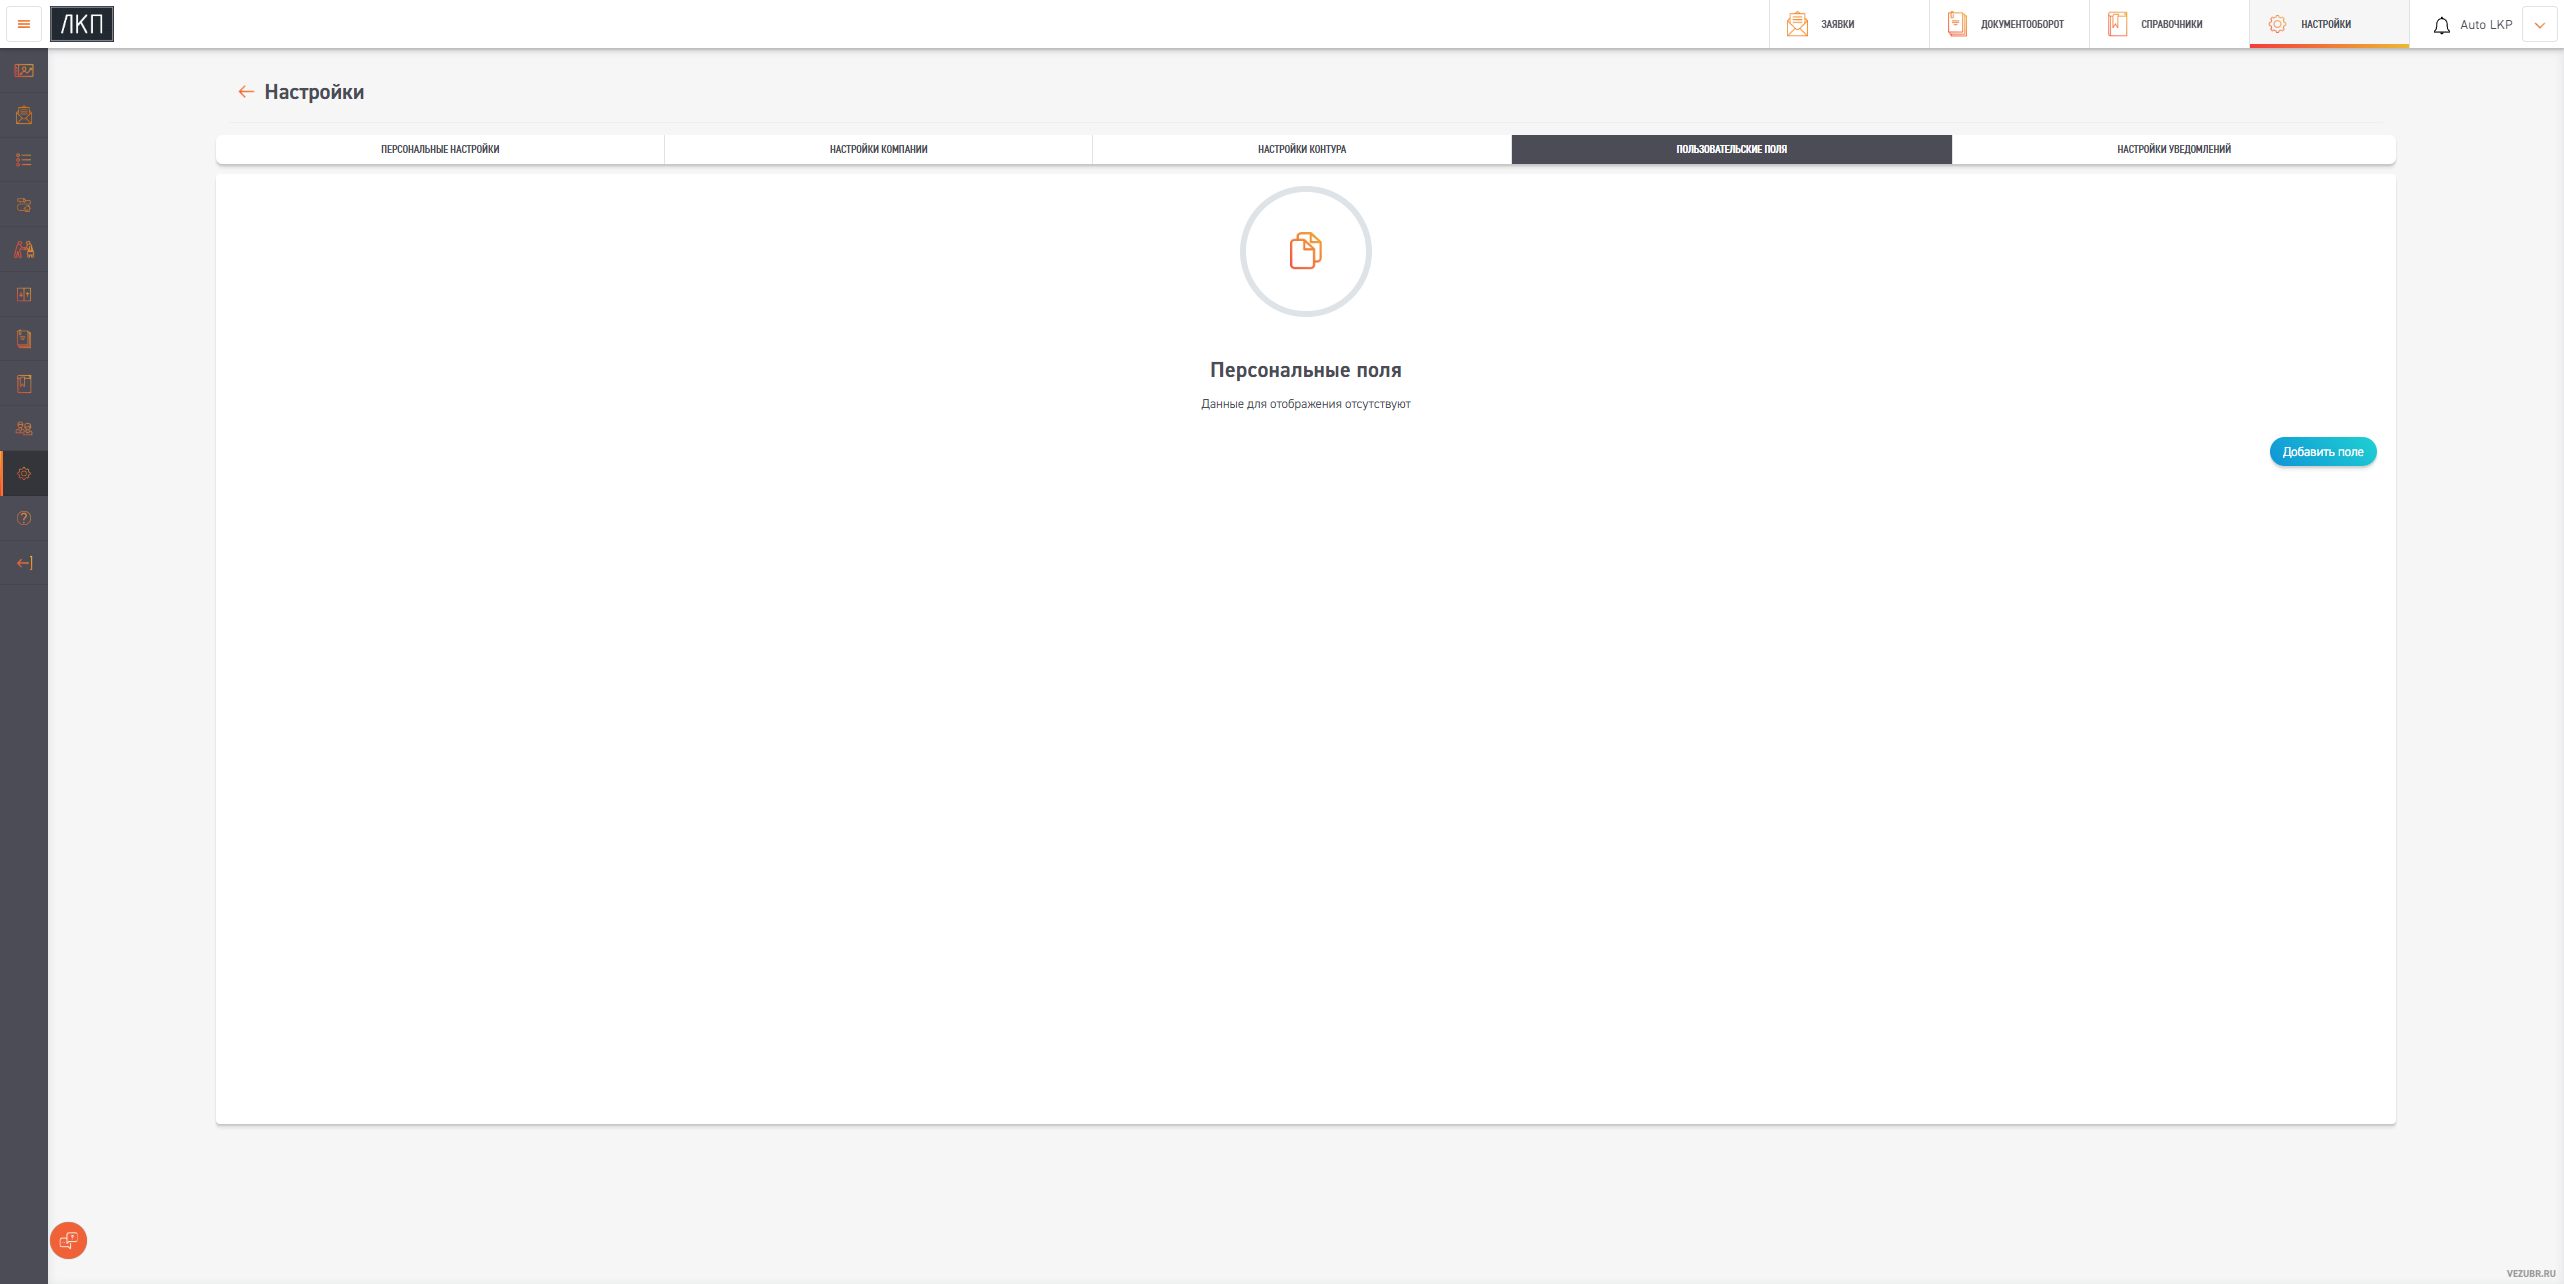 ЛКП
ЗАЯВКИ
ДОКУМЕНТООБОРОТ
СПРАВОЧНИКИ
НАСТРОЙКИ
Auto LKP
Настройки
ПЕРСОНАЛЬНЫЕ НАСТРОЙКИ
НАСТРОЙКИ КОМПАНИИ
НАСТРОЙКИ КОНТУРА
ПОЛЬЗОВАТЕЛЬСКИЕ ПОЛЯ
НАСТРОЙКИ УВЕДОМЛЕНИЙ
Персональные поля
Данные для отображения отсутствуют
Добавить поле
VEZUBR.RU